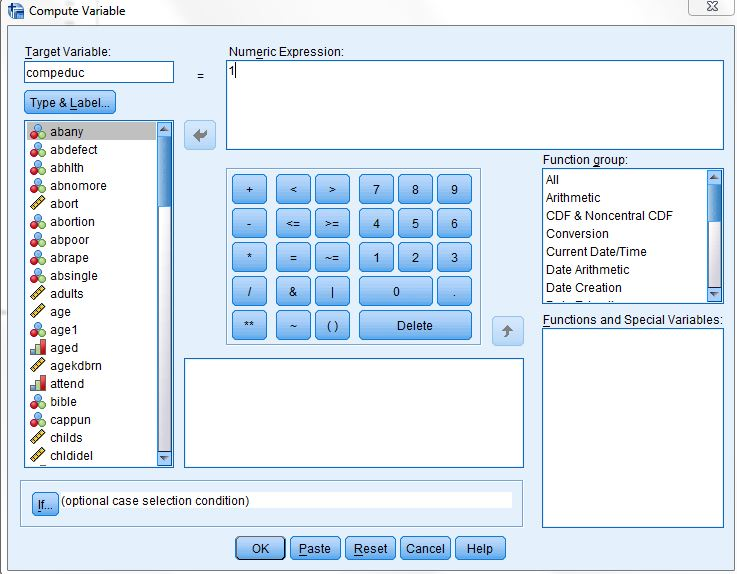 Compute Variable
Target Variable:
compeduc
=
Numeric Expression:
1
Type & Label...
abany
abdefect
abhlth
abnomore
abort
abortion
abpoor
abrape
absingle
adults
age
age1
aged
agekdbrn
attend
bible
cappun
childs
chldidel
+ < > 7 8 9
- <= >= 4 5 6
* = ~= 1 2 3
/ & | 0 .
** ~ ( ) Delete
Function group:
All
Arithmetic
CDF & Noncentral CDF
Conversion
Current Date/Time
Date Arithmetic
Date Creation
Functions and Special Variables:
If... (optional case selection condition)
OK Paste Reset Cancel Help